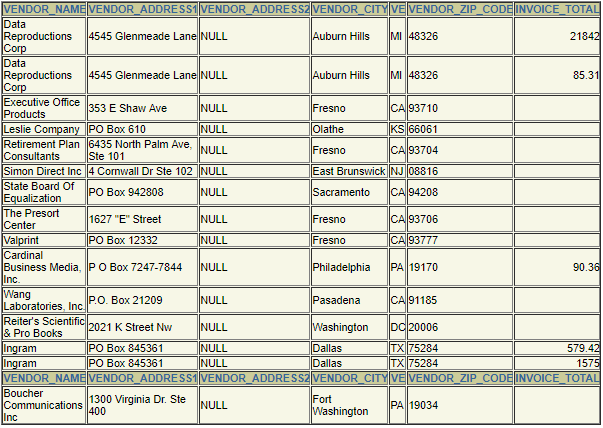 VENDOR_NAME VENDOR_ADDRESS1 VENDOR_ADDRESS2 VENDOR_CITY VE VENDOR_ZIP_CODE INVOICE_TOTAL
Data
Reproductions
Corp 4545 Glenmeade Lane NULL Auburn Hills MI 48326 21842
Data
Reproductions
Corp 4545 Glenmeade Lane NULL Auburn Hills MI 48326 85.31
Executive Office
Products 353 E Shaw Ave NULL Fresno CA 93710
Leslie Company PO Box 610 NULL Olathe KS 66061
Retirement Plan
Consultants 6435 North Palm Ave,
Ste 101 NULL Fresno CA 93704
Simon Direct Inc 4 Cornwall Dr Ste 102 NULL East Brunswick NJ 08816
State Board Of
Equalization PO Box 942808 NULL Sacramento CA 94208
The Presort
Center 1627 "E" Street NULL Fresno CA 93706
Valprint PO Box 12332 NULL Fresno CA 93777
Cardinal
Business Media,
Inc. P O Box 7247-7844 NULL Philadelphia PA 19170 90.36
Wang
Laboratories, Inc. P.O. Box 21209 NULL Pasadena CA 91185
Reiter's Scientific
& Pro Books 2021 K Street Nw NULL Washington DC 20006
Ingram PO Box 845361 NULL Dallas TX 75284 579.42
Ingram PO Box 845361 NULL Dallas TX 75284 1575
VENDOR_NAME VENDOR_ADDRESS1 VENDOR_ADDRESS2 VENDOR_CITY VE VENDOR_ZIP_CODE INVOICE_TOTAL
Boucher
Communications
Inc 1300 Virginia Dr. Ste
400 NULL Fort
Washington PA 19034